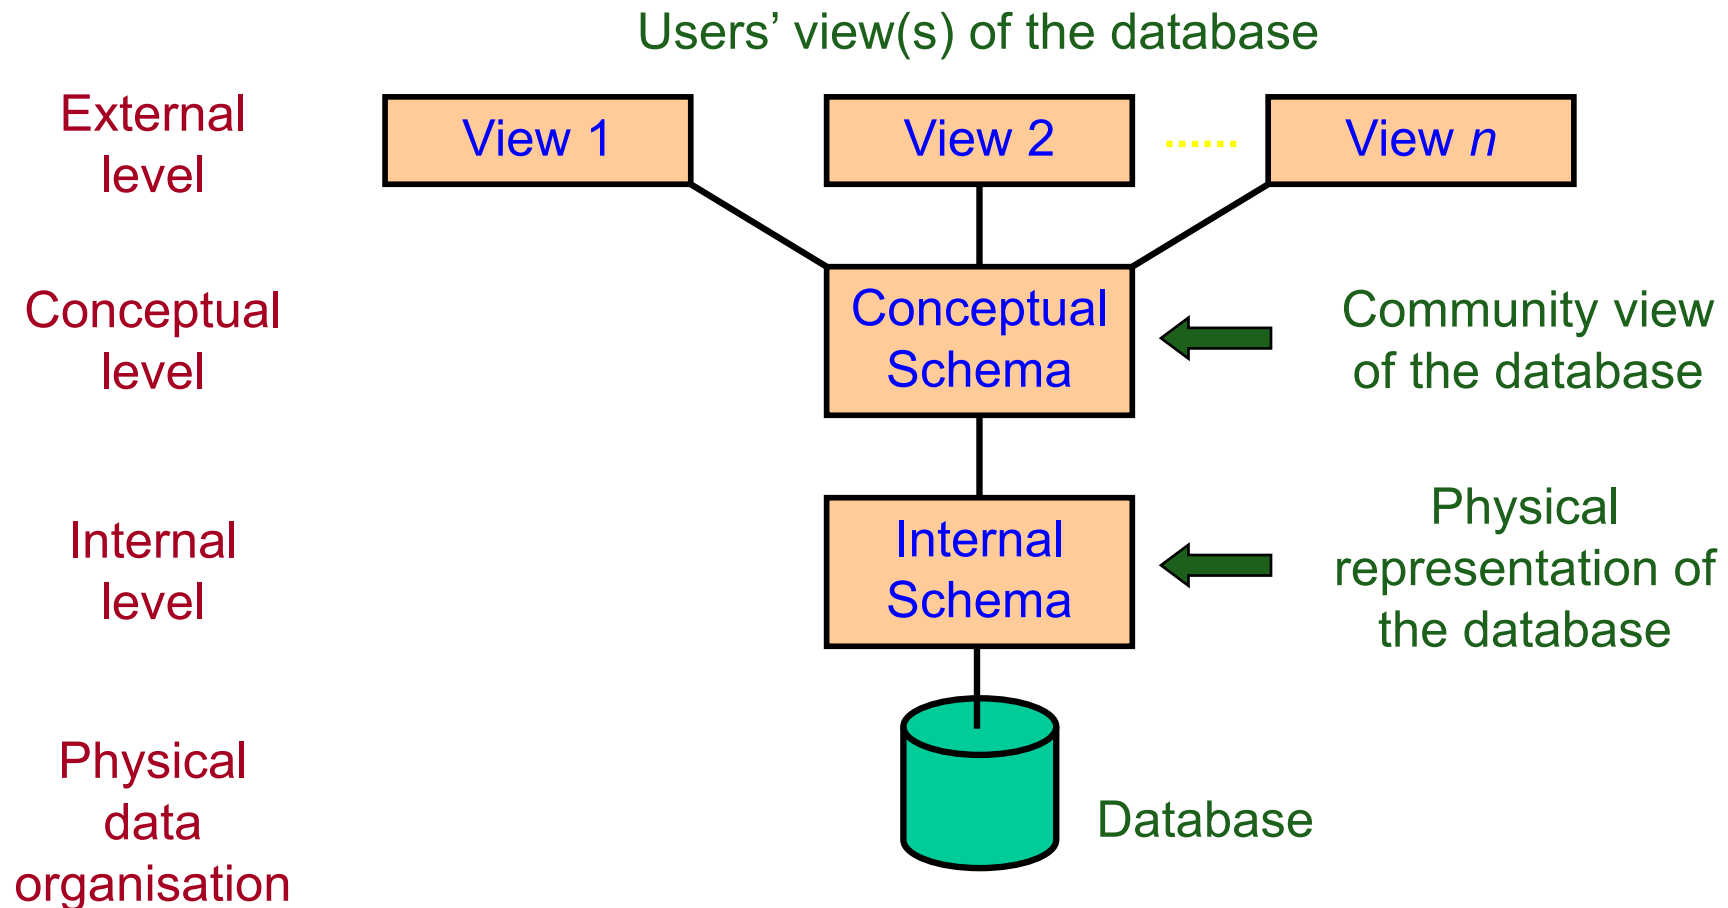 Users’ view(s) of the database
External
level
View 1
View 2
......
View n
Conceptual
level
Conceptual
Schema
Community view
of the database
Internal
level
Internal
Schema
Physical
representation of
the database
Physical
data
organisation
Database